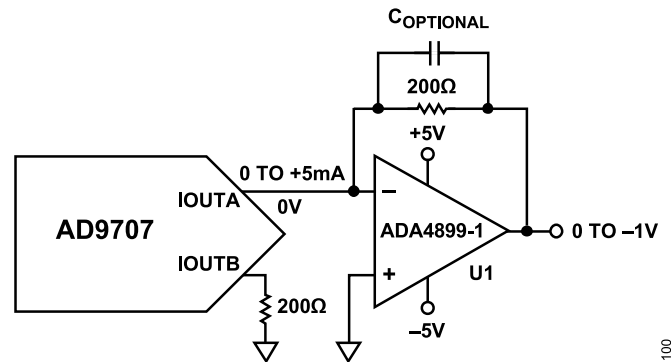 COPTIONAL
200Ω
+5V
0 TO +5mA
IOUTA
0V
–
AD9707
ADA4899-1
0 TO –1V
IOUTB
+
U1
200Ω
–5V
100